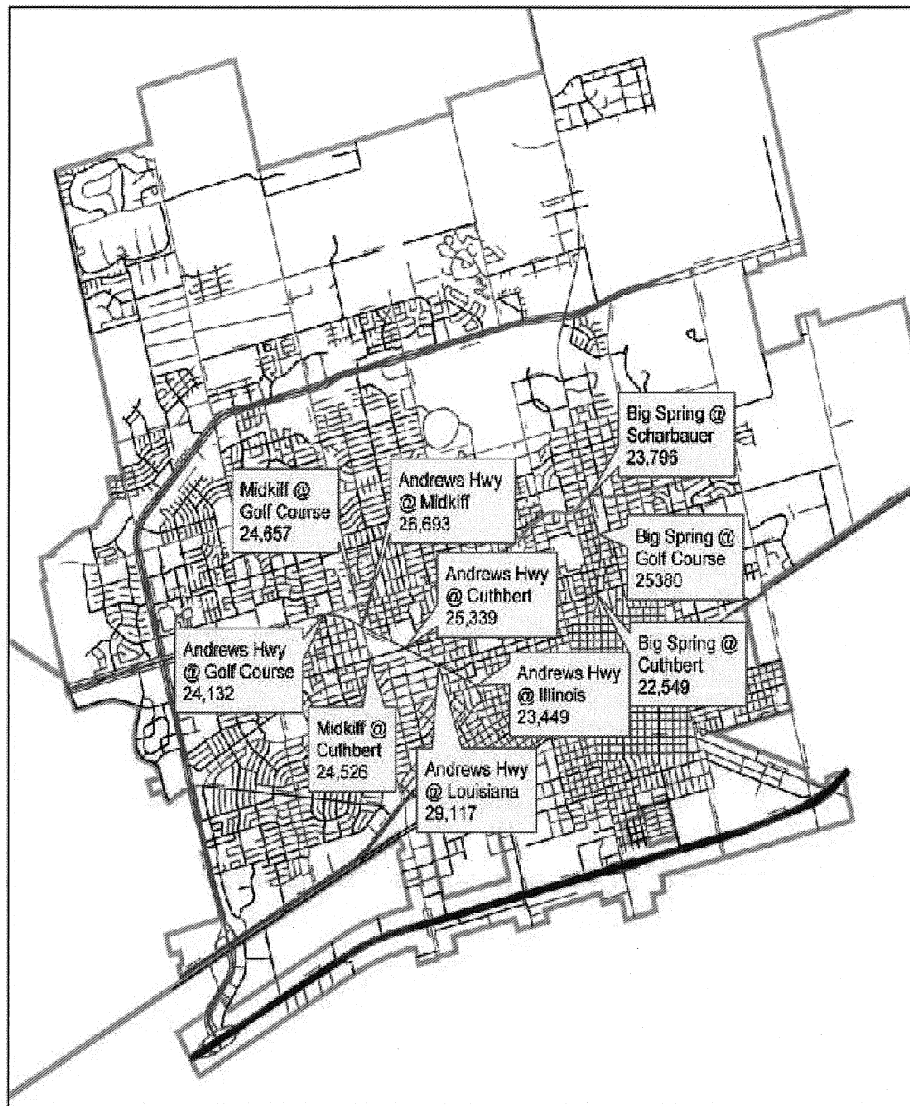 Big Spring @
Scharbauer
23,796
Andrews Hwy
@ Midkiff
26,693
Midkiff @
Golf Course
24,657
Big Spring @
Golf Course
25380
Andrews Hwy
@ Cuthbert
25,339
Big Spring @
Cuthbert
22,549
Andrews Hwy
@ Golf Course
24,132
Andrews Hwy
@ Illinois
23,449
Midkiff @
Cuthbert
24,526
Andrews Hwy
@ Louisiana
29,117